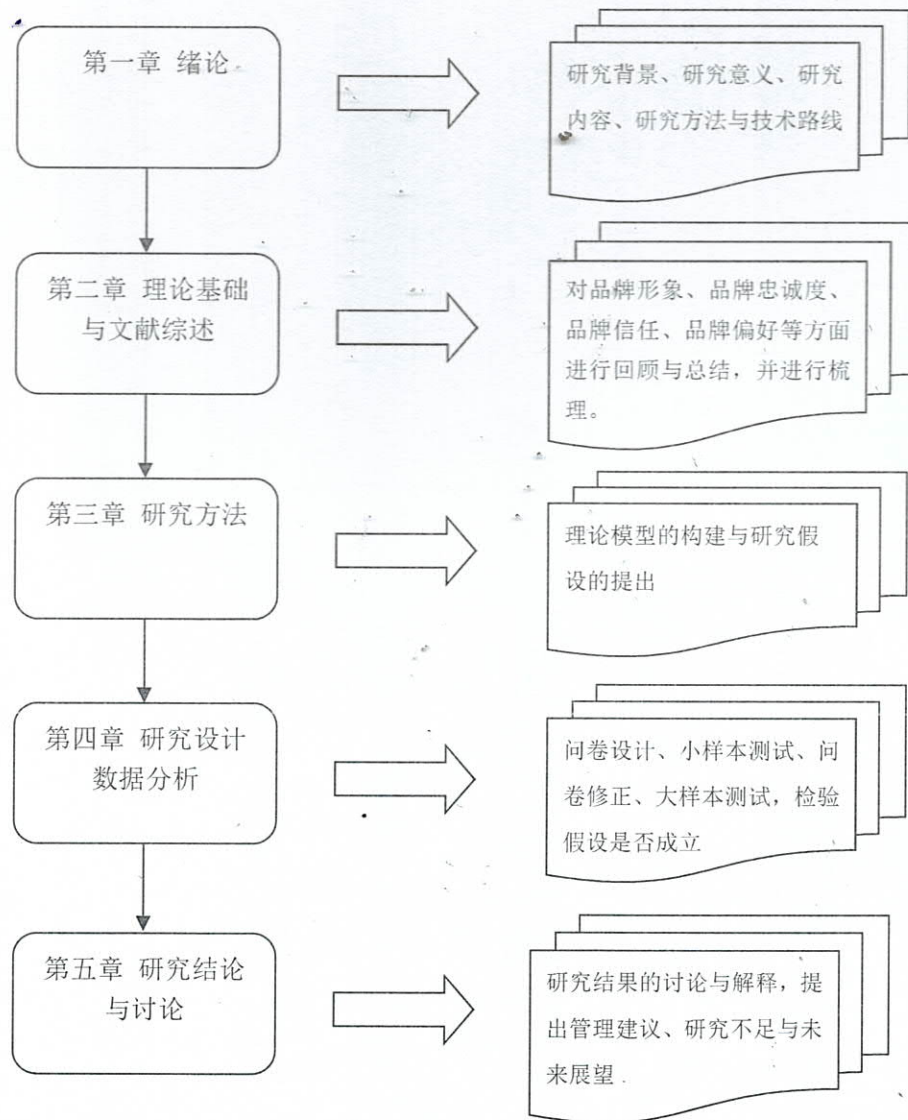 第一章 绪论
研究背景、研究意义、研究
内容、研究方法与技术路线
第二章 理论基础
与文献综述
对品牌形象、品牌忠诚度、
品牌信任、品牌偏好等方面
进行回顾与总结，并进行梳
理。
第三章 研究方法
理论模型的构建与研究假
设的提出
第四章 研究设计
数据分析
问卷设计、小样本测试、问
卷修正、大样本测试，检验
假设是否成立
第五章 研究结论
与讨论
研究结果的讨论与解释，提
出管理建议、研究不足与未
来展望